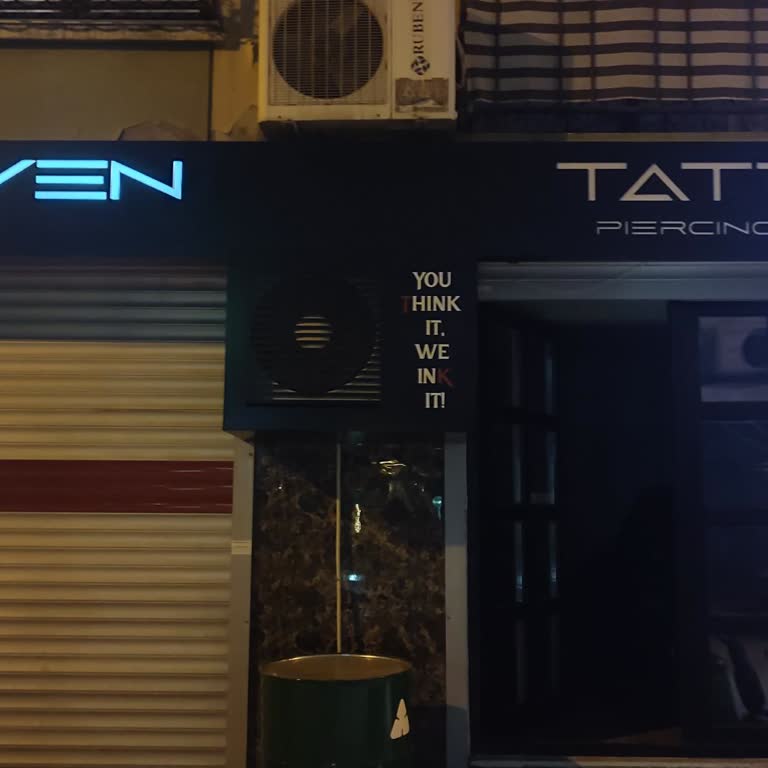 RUBEN
VEN
TATT
PIERCING
YOU
THINK
IT,
WE
INK
IT!